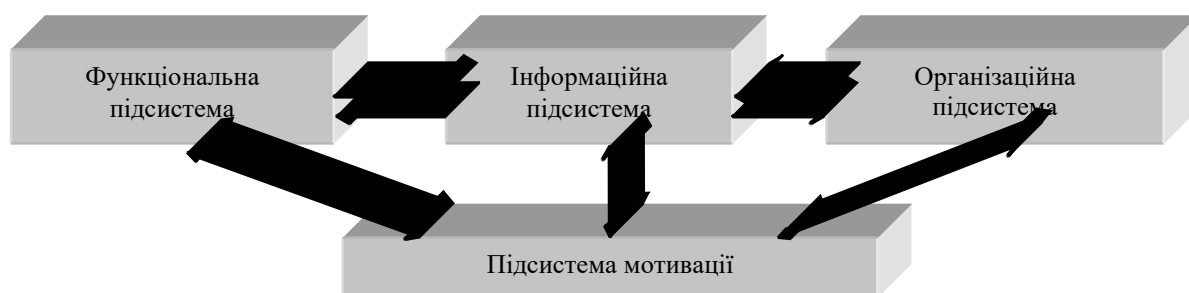 Функціональна
підсистема
Інформаційна
підсистема
Організаційна
підсистема
Підсистема мотивації